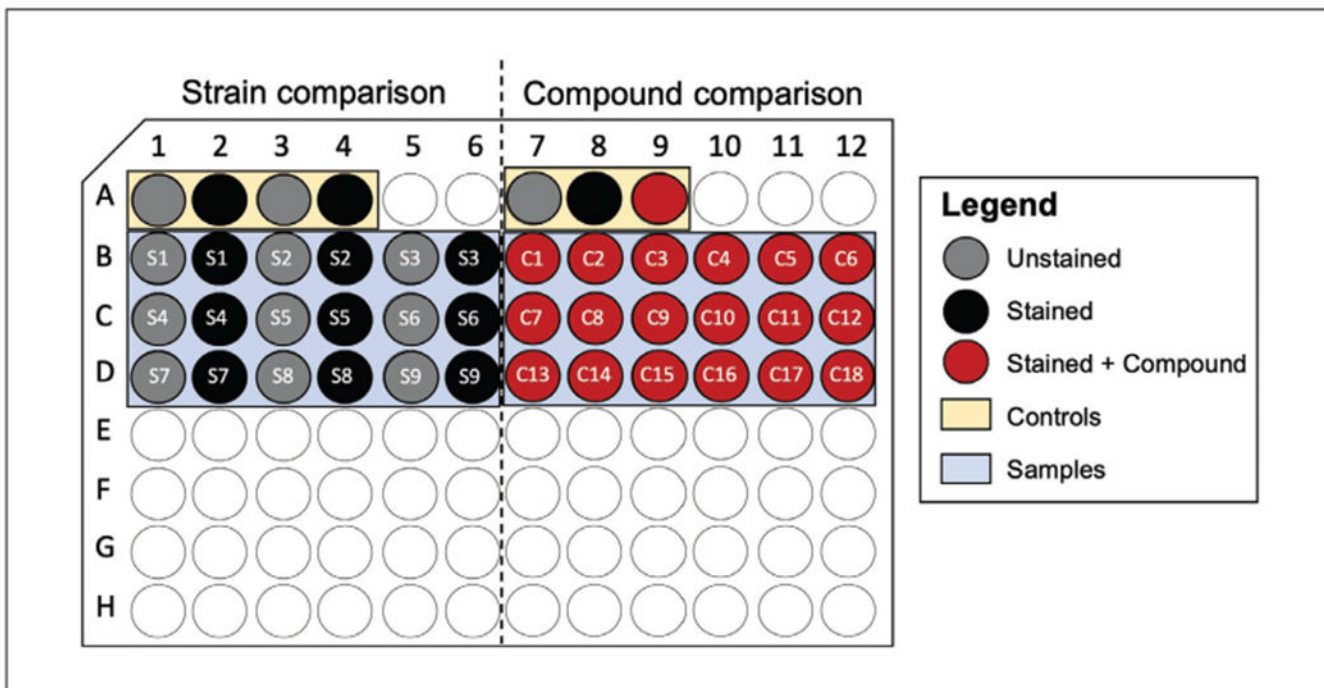 Strain comparison Compound comparison
1 2 3 4 5 6 7 8 9 10 11 12
A
B S1 S1 S2 S2 S3 S3 C1 C2 C3 C4 C5 C6
C S4 S4 S5 S5 S6 S6 C7 C8 C9 C10 C11 C12
D S7 S7 S8 S8 S9 S9 C13 C14 C15 C16 C17 C18
E
F
G
H
Legend
Unstained
Stained
Stained + Compound
Controls
Samples